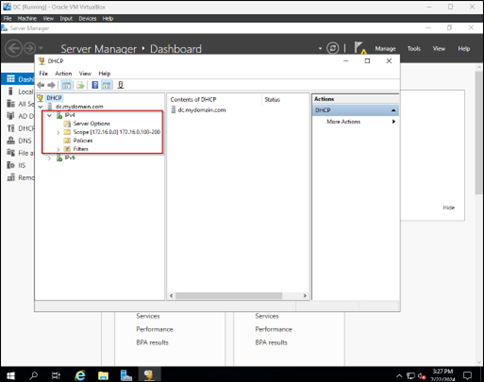 DC [Running] - Oracle VM VirtualBox
File Machine View Input Devices Help
Server Manager
Server Manager • Dashboard
Manage Tools View Help
Dashb
Local
All Se
AD D
DHCP
DNS
File a
IIS
Remo
DHCP
File Action View Help
DHCP
dc.mydomain.com
IPv4
Server Options
Scope [172.16.0.0] 172.16.0.100-200
Policies
Filters
IPv6
Contents of DHCP Status
dc.mydomain.com
Actions
DHCP
More Actions
Hide
Services
Performance
BPA results
Services
Performance
BPA results
3:27 PM
7/22/2024